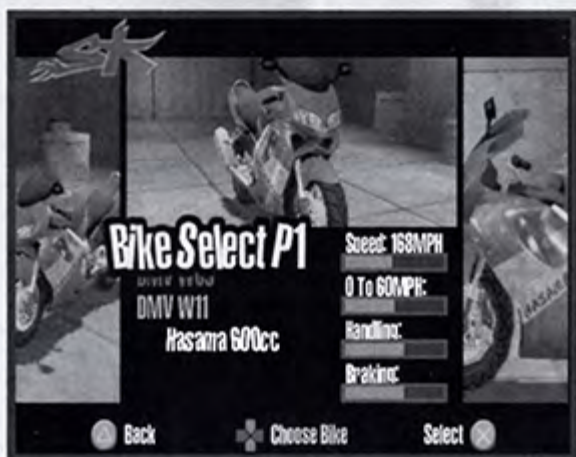 Bike Select P1
Speed: 168MPH
0 To 60MPH:
Handling:
Braking:
DMV W11
Hasama 600cc
Back
Choose Bike
Select